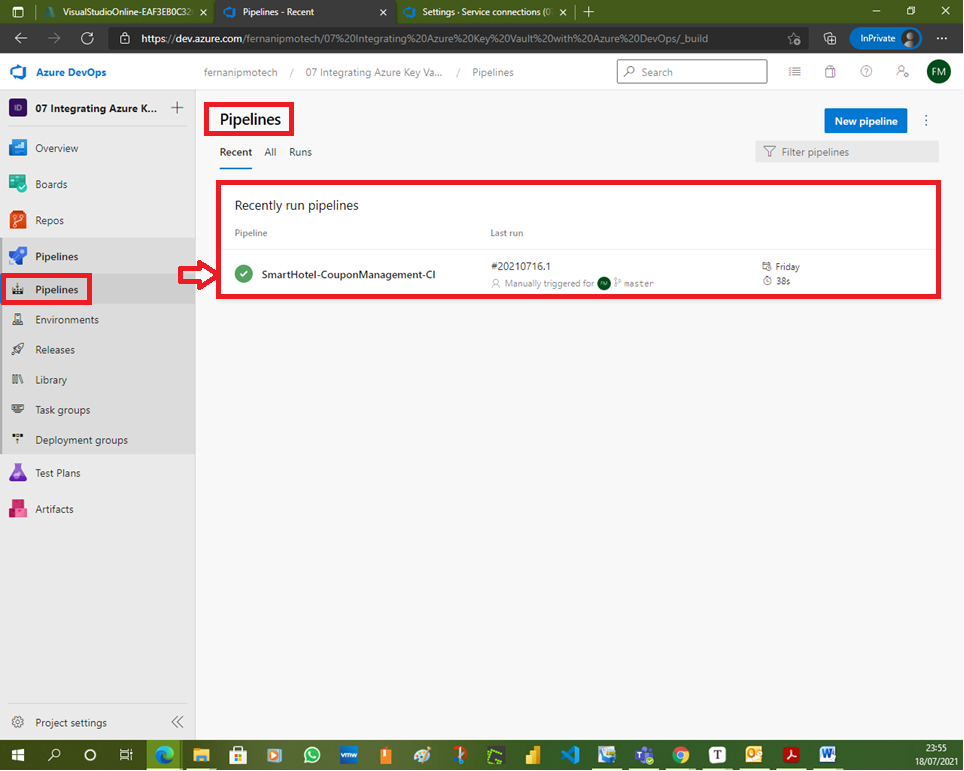 VisualStudioOnline-EAF3EB0C32
Pipelines - Recent
Settings · Service connections (0
https://dev.azure.com/fernanipmotech/07%20Integrating%20Azure%20Key%20Vault%20with%20Azure%20DevOps/_build
InPrivate
Azure DevOps
fernanipmotech / 07 Integrating Azure Key Va... / Pipelines
Search
FM
ID
07 Integrating Azure K...
Overview
Boards
Repos
Pipelines
Pipelines
Environments
Releases
Library
Task groups
Deployment groups
Test Plans
Artifacts
Project settings
Pipelines
New pipeline
Recent All Runs
Filter pipelines
Recently run pipelines
Pipeline Last run
SmartHotel-CouponManagement-CI
#20210716.1
Manually triggered for FM master
Friday
38s
vmw
T
W
23:55
18/07/2021